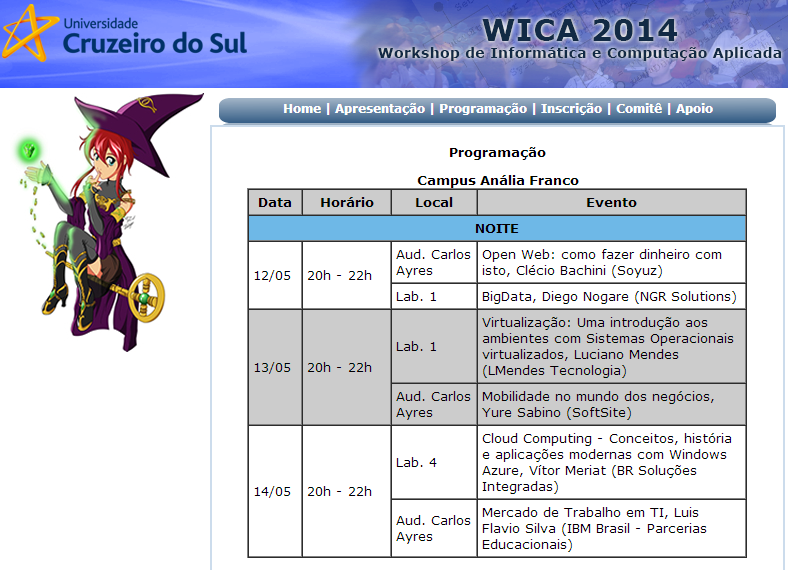 Universidade
Cruzeiro do Sul
WICA 2014
Workshop de Informática e Computação Aplicada
Home | Apresentação | Programação | Inscrição | Comitê | Apoio
Programação
Campus Anália Franco
Data Horário Local Evento
NOITE
12/05 20h - 22h
Aud. Carlos
Ayres
Open Web: como fazer dinheiro com
isto, Clécio Bachini (Soyuz)
Lab. 1
BigData, Diego Nogare (NGR Solutions)
13/05 20h - 22h
Lab. 1
Virtualização: Uma introdução aos
ambientes com Sistemas Operacionais
virtualizados, Luciano Mendes
(LMendes Tecnologia)
Aud. Carlos
Ayres
Mobilidade no mundo dos negócios,
Yure Sabino (SoftSite)
14/05 20h - 22h
Lab. 4
Cloud Computing - Conceitos, história
e aplicações modernas com Windows
Azure, Vítor Meriat (BR Soluções
Integradas)
Aud. Carlos
Ayres
Mercado de Trabalho em TI, Luis
Flavio Silva (IBM Brasil - Parcerias
Educacionais)